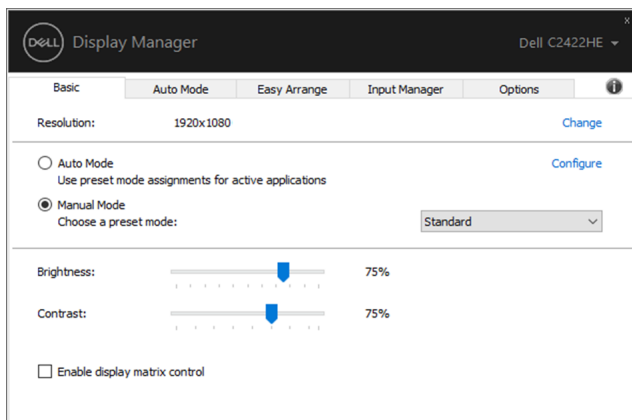 DELL Display Manager
Dell C2422HE
x
Basic
Auto Mode
Easy Arrange
Input Manager
Options
i
Resolution:
1920x1080
Change
Auto Mode
Configure
Use preset mode assignments for active applications
Manual Mode
Choose a preset mode:
Standard
Brightness:
75%
Contrast:
75%
Enable display matrix control